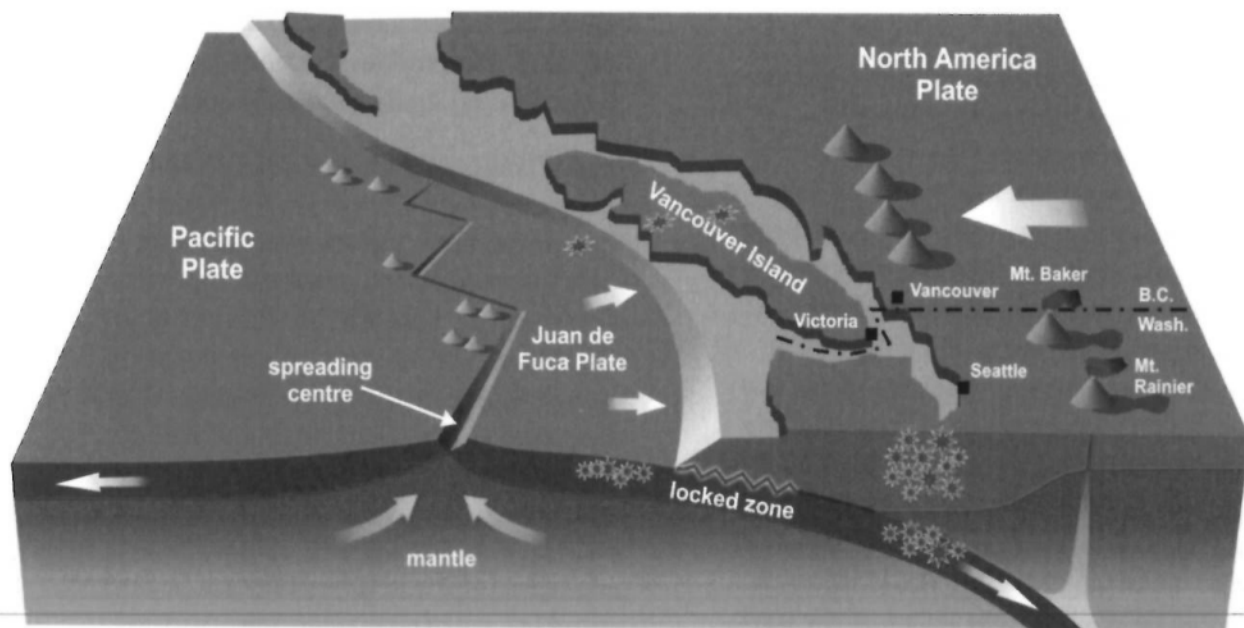 North America
Plate
Pacific
Plate
Vancouver Island
Mt. Baker
Vancouver
B.C.
Wash.
Victoria
Juan de
Fuca Plate
Seattle
Mt.
Rainier
spreading
centre
locked zone
mantle